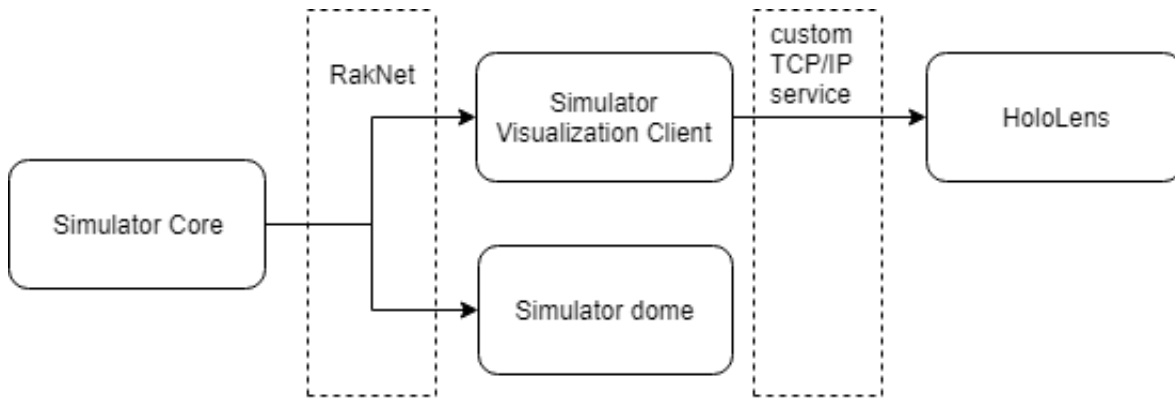 RakNet
custom
TCP/IP
service
Simulator
Visualization Client
HoloLens
Simulator Core
Simulator dome